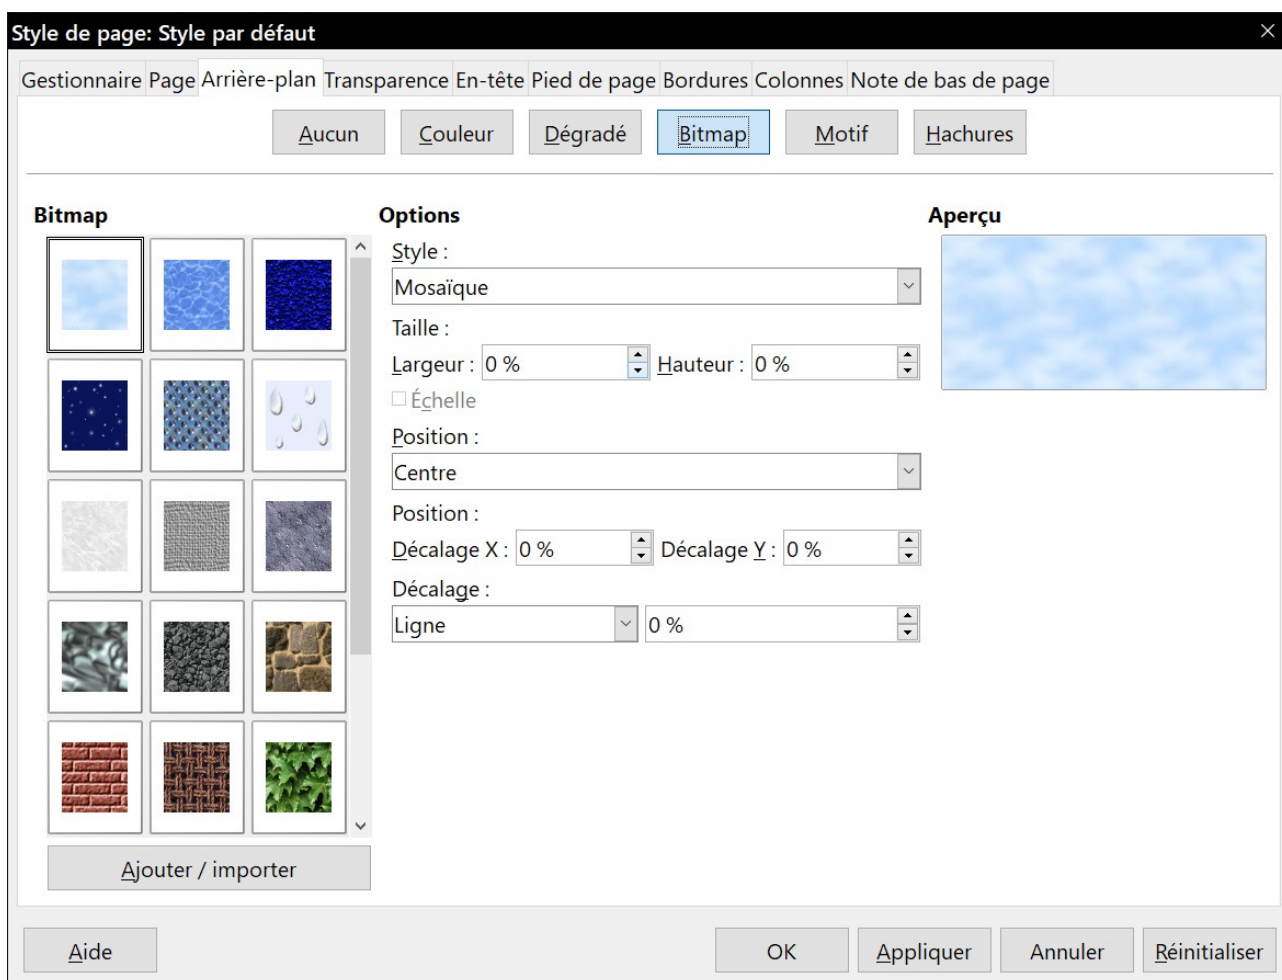 Style de page: Style par défaut
Gestionnaire Page Arrière-plan Transparence En-tête Pied de page Bordures Colonnes Note de bas de page
Aucun Couleur Dégradé Bitmap Motif Hachures
Bitmap
Options
Style :
Mosaïque
Taille :
Largeur : 0 % Hauteur : 0 %
Échelle
Position :
Centre
Position :
Décalage X : 0 % Décalage Y : 0 %
Décalage :
Ligne 0 %
Aperçu
Ajouter / importer
Aide OK Appliquer Annuler Réinitialiser